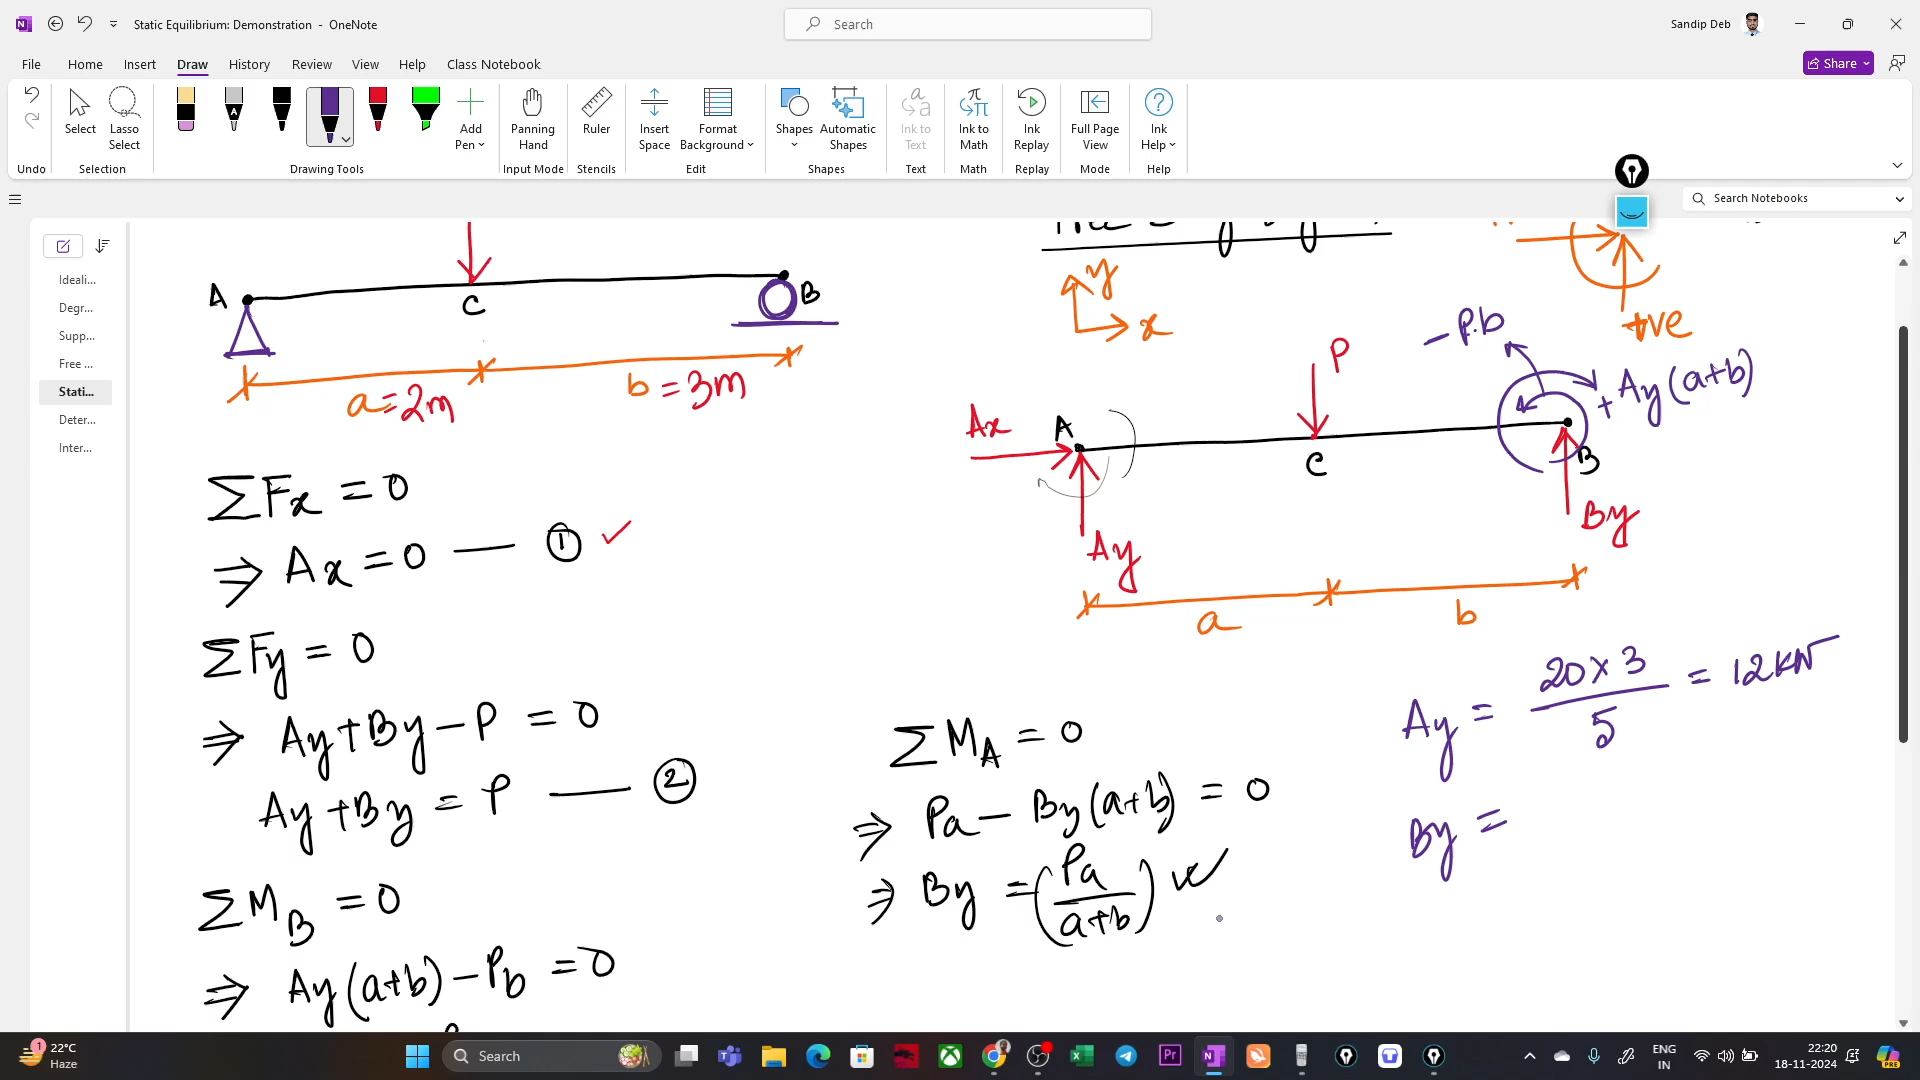 Static Equilibrium: Demonstration - OneNote
Search
Sandip Deb
File Home Insert Draw History Review View Help Class Notebook
Share
Select
Lasso Select
A
Add Pen
Panning Hand
Ruler
Insert Space
Format Background
Shapes
Automatic Shapes
Ink to Text
Ink to Math
Ink Replay
Full Page View
Ink Help
Undo Selection Drawing Tools Input Mode Stencils Edit Shapes Text Math Replay Mode Help
Search Notebooks
Ideali...
Degr...
Supp...
Free ...
Stati...
Deter...
Inter...
A
C
B
a=2m
b=3m
ΣFx = 0
⇒ Ax = 0 — ① ✓
ΣFy = 0
⇒ Ay+By-P = 0
Ay+By = P — ②
ΣM_B = 0
⇒ Ay(a+b) - Pb = 0
y
x
+ve
-P.b
P
+Ay(a+b)
Ax
A
C
B
Ay
By
a
b
ΣM_A = 0
⇒ Pa - By(a+b) = 0
⇒ By = (Pa/(a+b))
Ay = 20×3/5 = 12kN
By =
1
22°C
Haze
Search
ENG
IN
22:20
18-11-2024